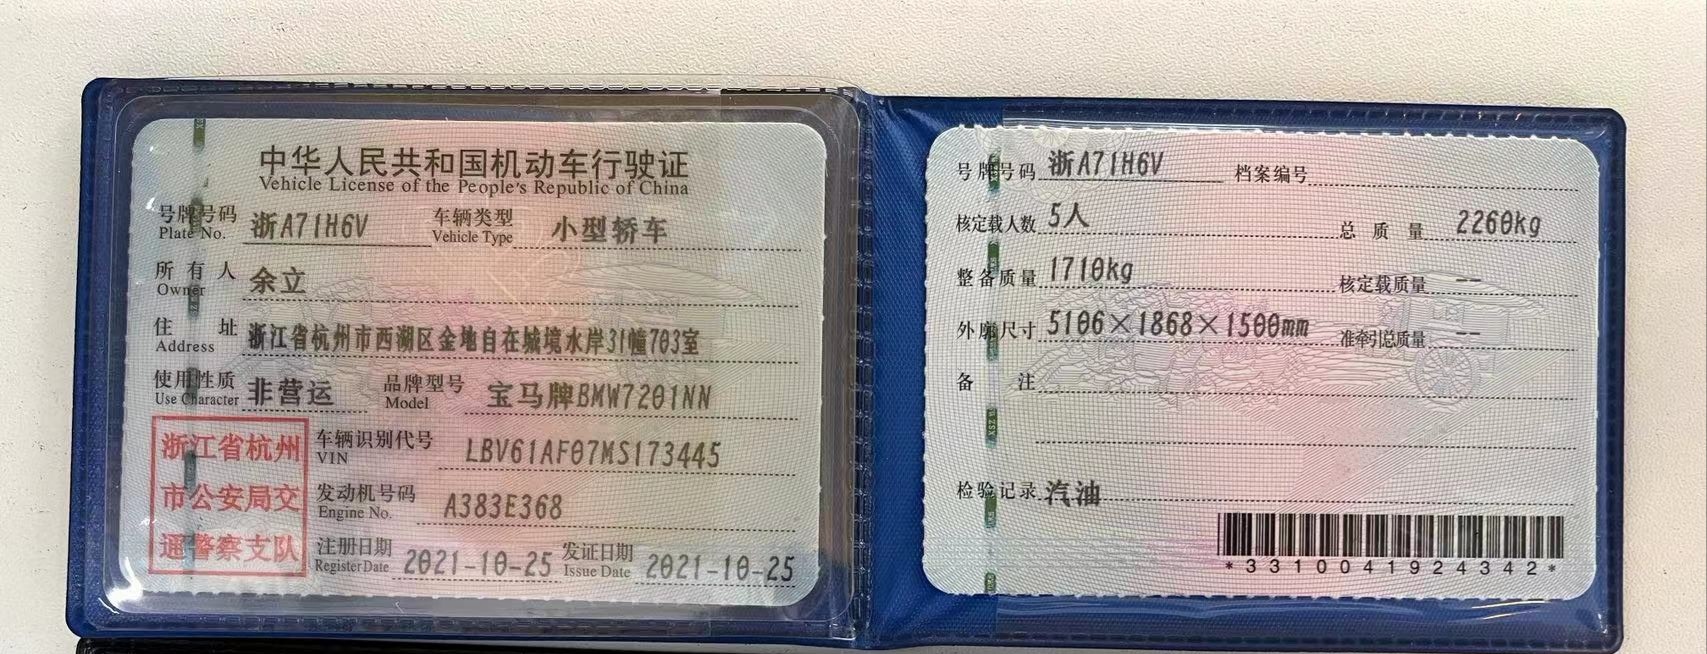 中华人民共和国机动车行驶证
Vehicle License of the People's Republic of China
号牌号码 浙A71H6V 车辆类型 小型轿车
Plate No. Vehicle Type
所有人 余立
Owner
住址 浙江省杭州市西湖区金地自在城境水岸31幢703室
Address
使用性质 非营运 品牌型号 宝马牌BMW7201NN
Use Character Model
浙江省杭州
市公安局交
通警察支队
车辆识别代号 LBV61AF07MS173445
VIN
发动机号码 A383E368
Engine No.
注册日期 2021-10-25 发证日期 2021-10-25
Register Date Issue Date
号牌号码 浙A71H6V 档案编号
核定载人数 5人 总质量 2260kg
整备质量 1710kg 核定载质量 --
外廓尺寸 5106×1868×1500mm 准牵引总质量 --
备注
检验记录 汽油
*3310041924342*